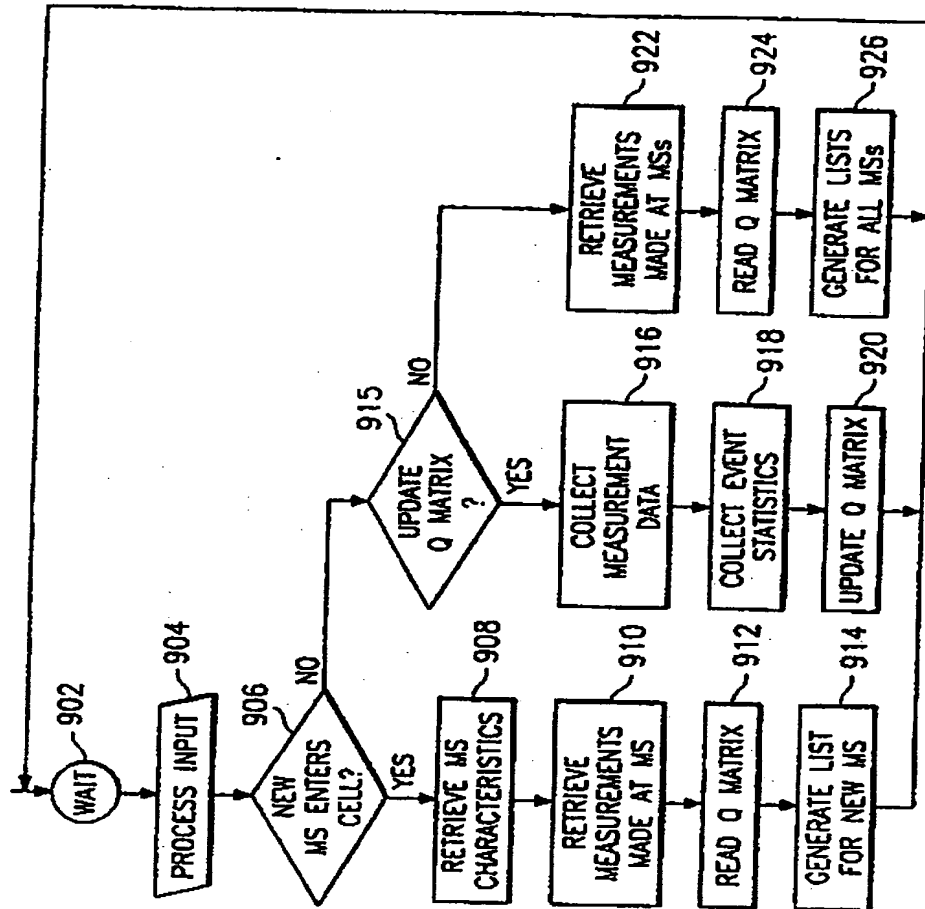 902
WAIT
904
PROCESS INPUT
906
NEW
MS ENTERS
CELL?
NO
YES
908
RETRIEVE MS
CHARACTERISTICS
910
RETRIEVE
MEASUREMENTS
MADE AT MS
912
READ Q MATRIX
914
GENERATE LIST
FOR NEW MS
915
UPDATE
Q MATRIX
?
NO
YES
916
COLLECT
MEASUREMENT
DATA
918
COLLECT EVENT
STATISTICS
920
UPDATE Q MATRIX
922
RETRIEVE
MEASUREMENTS
MADE AT MSs
924
READ Q MATRIX
926
GENERATE LISTS
FOR ALL MSs